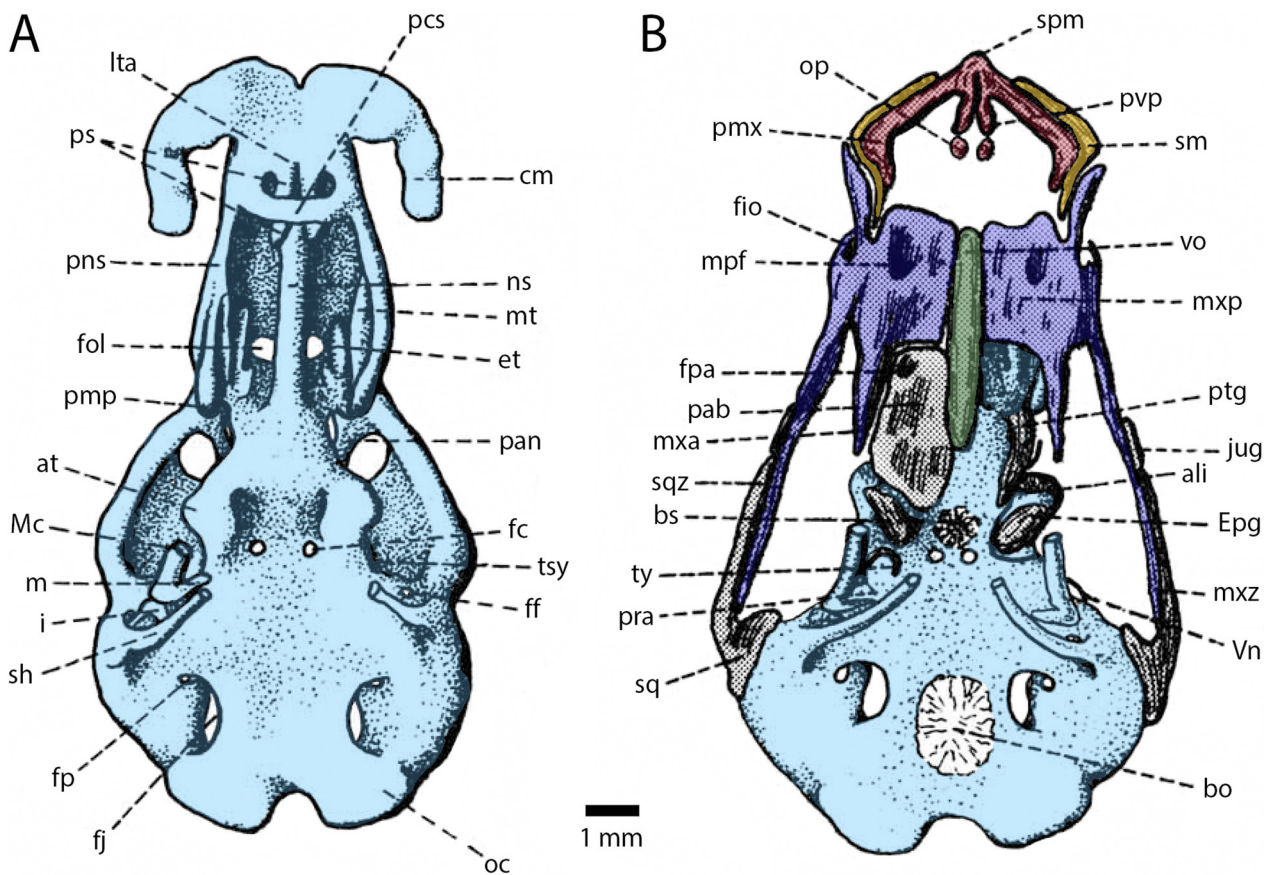 A
pcs
lta
ps
cm
pns
ns
mt
fol
et
pmp
pan
at
Mc
fc
m
tsy
i
ff
sh
fp
fj
oc
1 mm
B
spm
op
pvp
pmx
sm
fio
vo
mpf
mxp
fpa
pab
ptg
mxa
jug
sqz
ali
bs
Epg
ty
mxz
pra
Vn
sq
bo